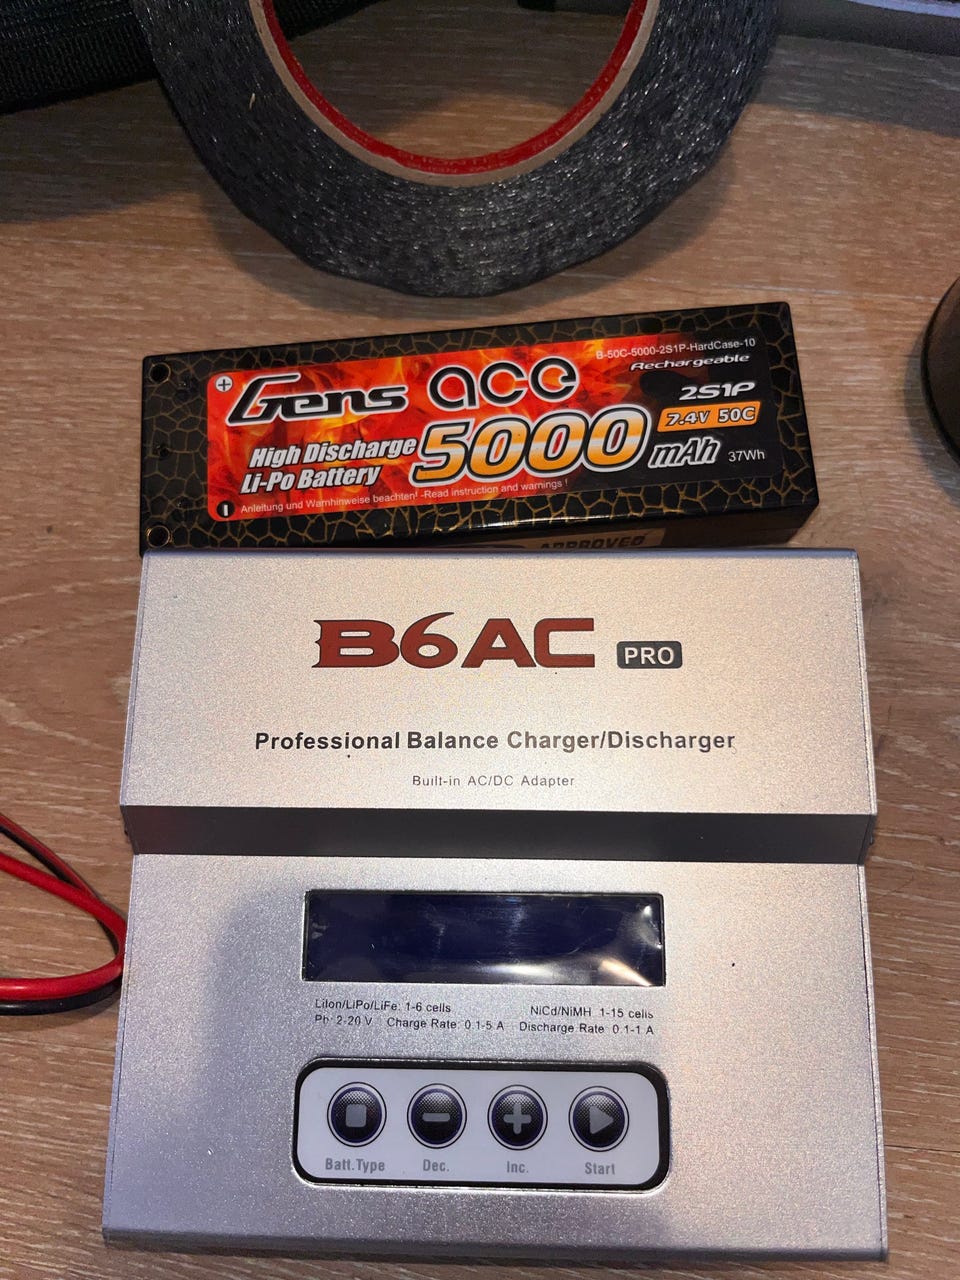 B-50C-5000-2S1P-HardCase-10
Rechargeable
+ Gens ace
2S1P
7.4V 50C
High Discharge
Li-Po Battery
5000 mAh
37Wh
Anleitung und Warnhinweise beachten! -Read instruction and warnings !
APPROVED
B6AC PRO
Professional Balance Charger/Discharger
Built-in AC/DC Adapter
LiIon/LiPo/LiFe: 1-6 cells NiCd/NiMH 1-15 cells
Pb: 2-20 V Charge Rate: 0.1-5 A Discharge Rate 0.1-1 A
Batt.Type Dec. Inc. Start